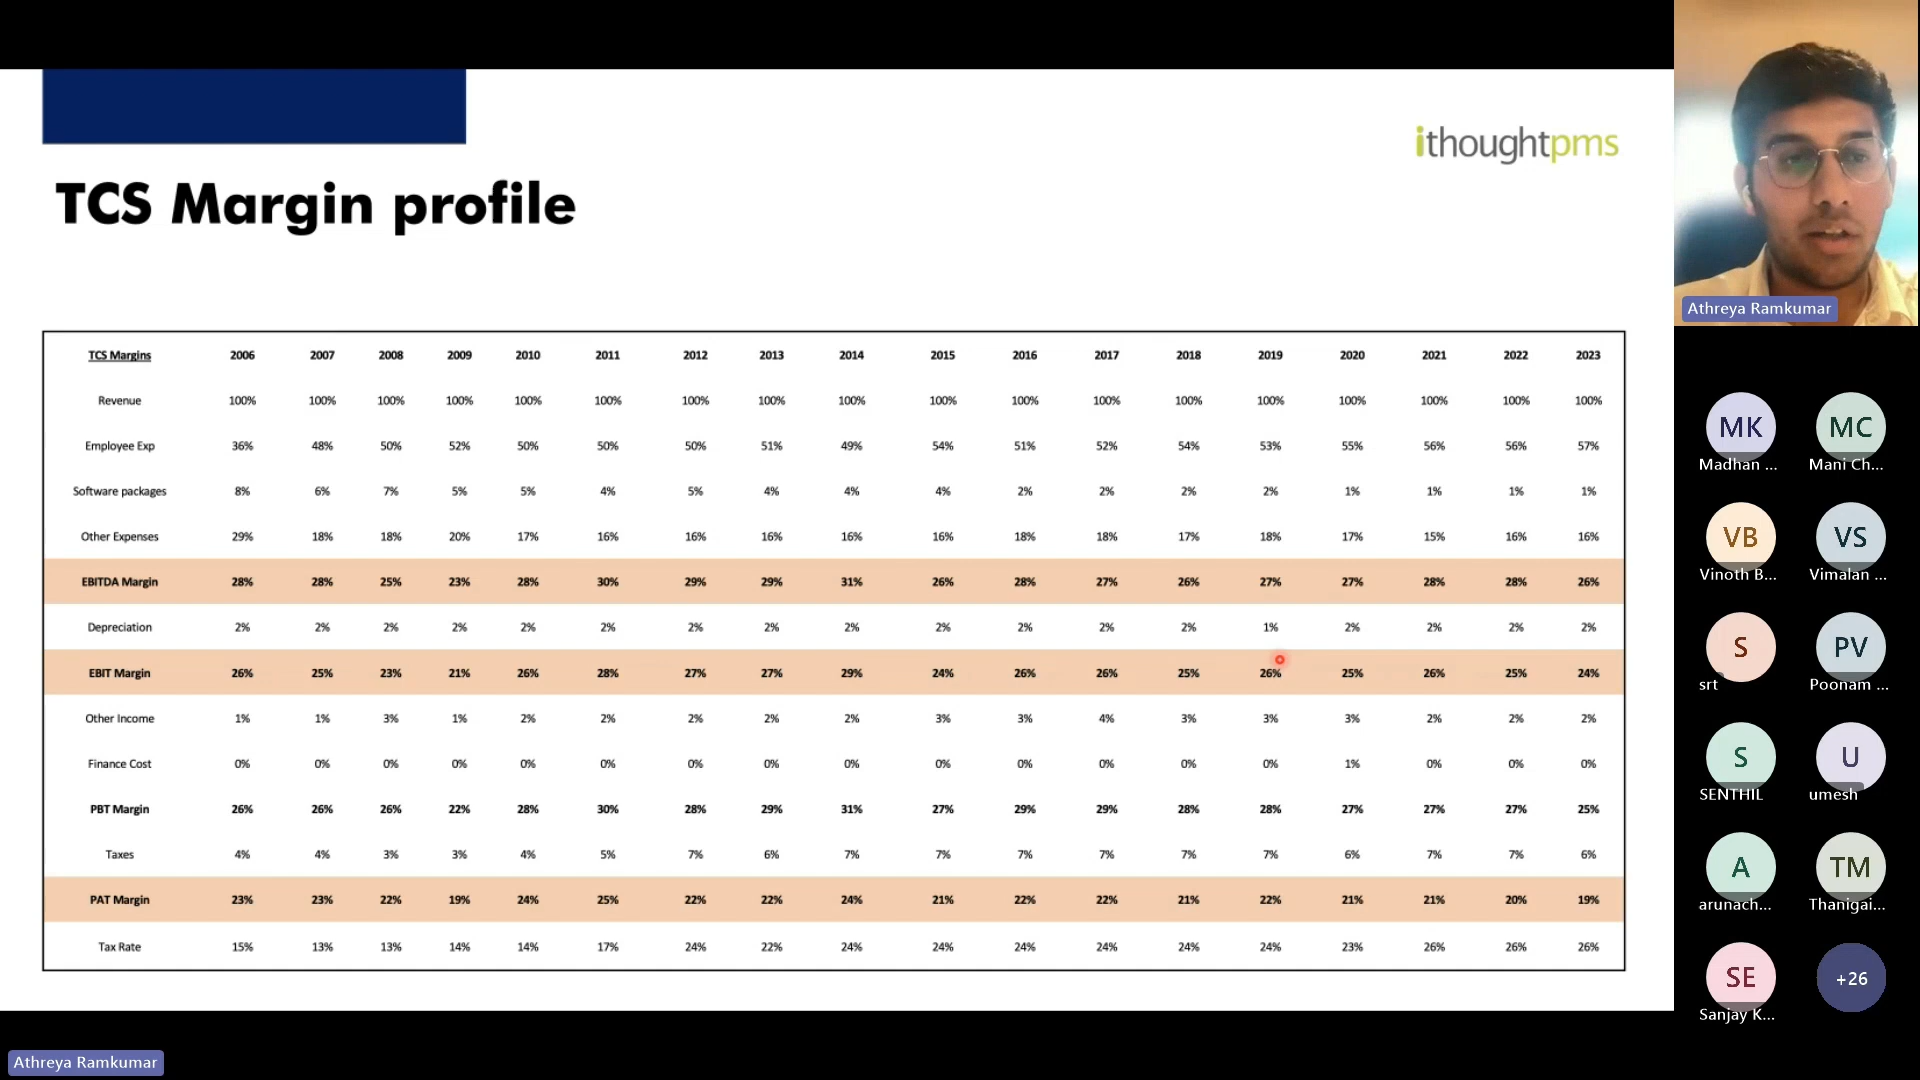 ithoughtpms
TCS Margin profile
TCS Margins 2006 2007 2008 2009 2010 2011 2012 2013 2014 2015 2016 2017 2018 2019 2020 2021 2022 2023
Revenue 100% 100% 100% 100% 100% 100% 100% 100% 100% 100% 100% 100% 100% 100% 100% 100% 100% 100%
Employee Exp 36% 48% 50% 52% 50% 50% 50% 51% 49% 54% 51% 52% 54% 53% 55% 56% 56% 57%
Software packages 8% 6% 7% 5% 5% 4% 5% 4% 4% 4% 2% 2% 2% 2% 1% 1% 1% 1%
Other Expenses 29% 18% 18% 20% 17% 16% 16% 16% 16% 16% 18% 18% 17% 18% 17% 15% 16% 16%
EBITDA Margin 28% 28% 25% 23% 28% 30% 29% 29% 31% 26% 28% 27% 26% 27% 27% 28% 28% 26%
Depreciation 2% 2% 2% 2% 2% 2% 2% 2% 2% 2% 2% 2% 2% 1% 2% 2% 2% 2%
EBIT Margin 26% 25% 23% 21% 26% 28% 27% 27% 29% 24% 26% 26% 25% 26% 25% 26% 25% 24%
Other Income 1% 1% 3% 1% 2% 2% 2% 2% 2% 3% 3% 4% 3% 3% 3% 2% 2% 2%
Finance Cost 0% 0% 0% 0% 0% 0% 0% 0% 0% 0% 0% 0% 0% 0% 1% 0% 0% 0%
PBT Margin 26% 26% 26% 22% 28% 30% 28% 29% 31% 27% 29% 29% 28% 28% 27% 27% 27% 25%
Taxes 4% 4% 3% 3% 4% 5% 7% 6% 7% 7% 7% 7% 7% 7% 6% 7% 7% 6%
PAT Margin 23% 23% 22% 19% 24% 25% 22% 22% 24% 21% 22% 22% 21% 22% 21% 21% 20% 19%
Tax Rate 15% 13% 13% 14% 14% 17% 24% 22% 24% 24% 24% 24% 24% 24% 23% 26% 26% 26%
Athreya Ramkumar
Athreya Ramkumar
MK MC
Madhan ... Mani Ch...
VB VS
Vinoth B... Vimalan ...
S PV
srt Poonam ...
S U
SENTHIL umesh
A TM
arunach... Thanigai...
SE +26
Sanjay K...